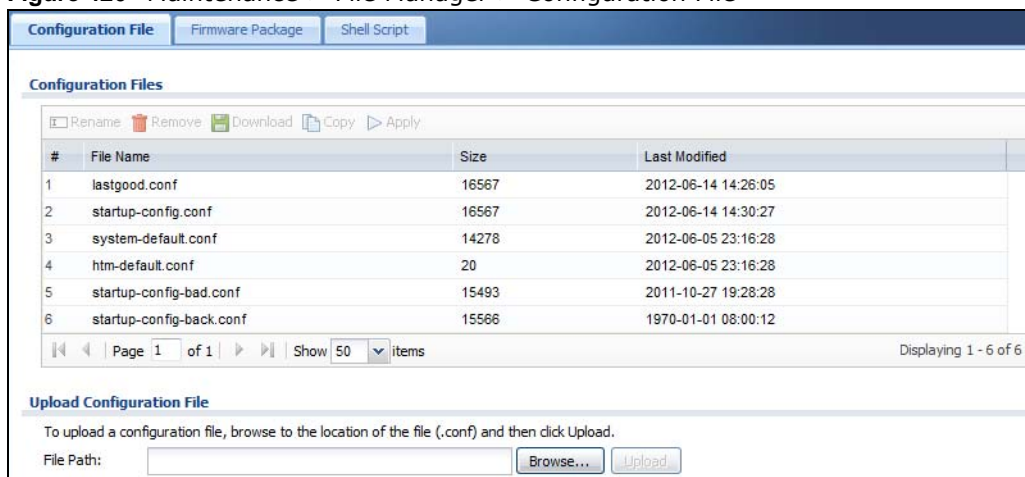 Maintenance > File Manager > Configuration File
Configuration File Firmware Package Shell Script
Configuration Files
Rename Remove Download Copy Apply
# File Name Size Last Modified
1 lastgood.conf 16567 2012-06-14 14:26:05
2 startup-config.conf 16567 2012-06-14 14:30:27
3 system-default.conf 14278 2012-06-05 23:16:28
4 htm-default.conf 20 2012-06-05 23:16:28
5 startup-config-bad.conf 15493 2011-10-27 19:28:28
6 startup-config-back.conf 15566 1970-01-01 08:00:12
Page 1 of 1 Show 50 items Displaying 1 - 6 of 6
Upload Configuration File
To upload a configuration file, browse to the location of the file (.conf) and then click Upload.
File Path: Browse... Upload